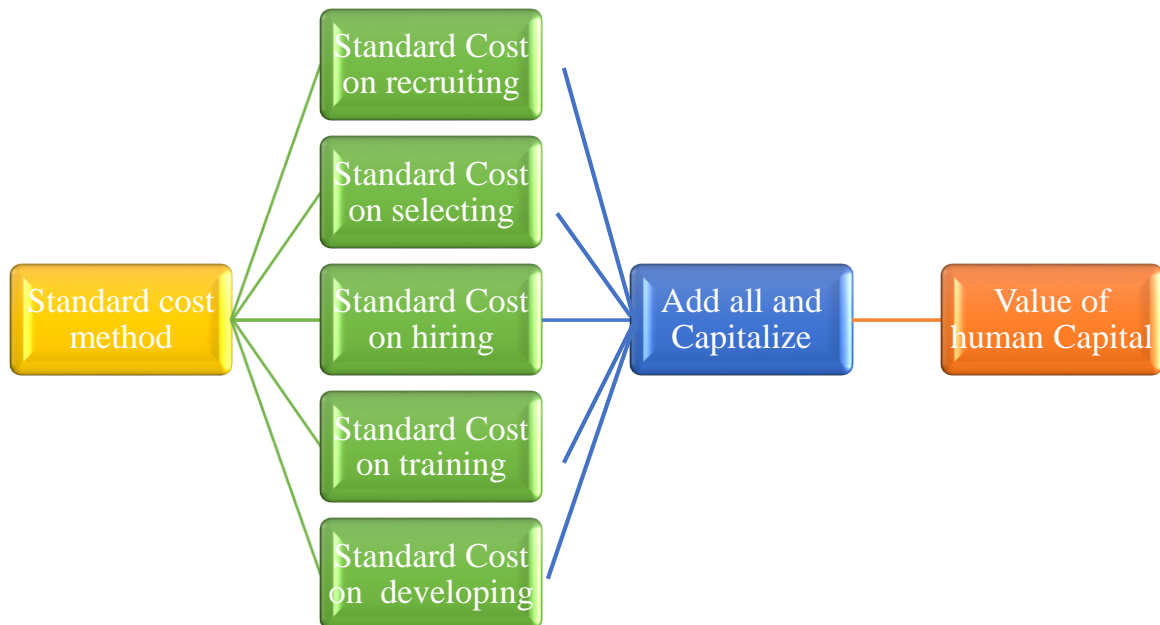 Standard Cost
on recruiting
Standard Cost
on selecting
Standard cost
method
Standard Cost
on hiring
Add all and
Capitalize
Value of
human Capital
Standard Cost
on training
Standard Cost
on  developing